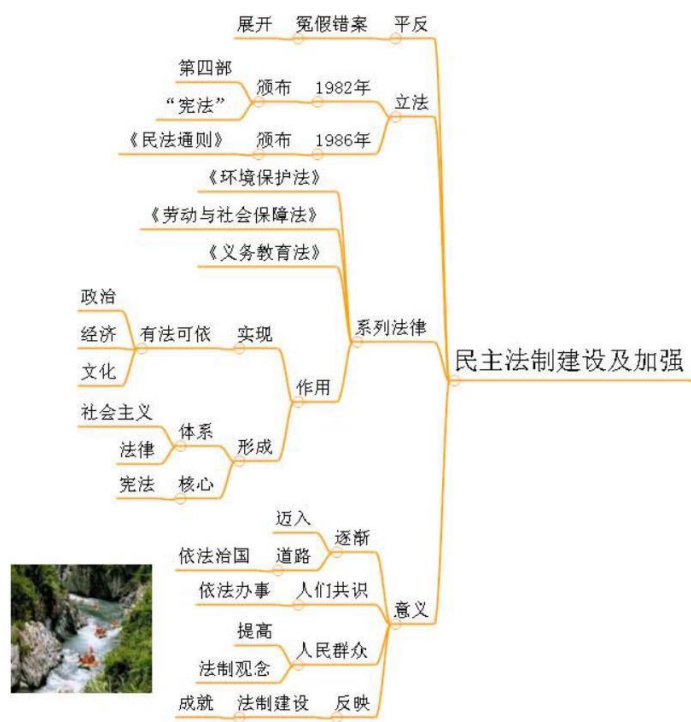 展开 冤假错案 平反
第四部
“宪法”
颁布 1982年
立法
《民法通则》 颁布 1986年
《环境保护法》
《劳动与社会保障法》
《义务教育法》
系列法律
民主法制建设及加强
政治
经济
文化
有法可依 实现
作用
社会主义
法律
体系
形成
宪法 核心
迈入
逐渐
依法治国 道路
依法办事 人们共识
意义
提高
法制观念
人民群众
成就 法制建设 反映